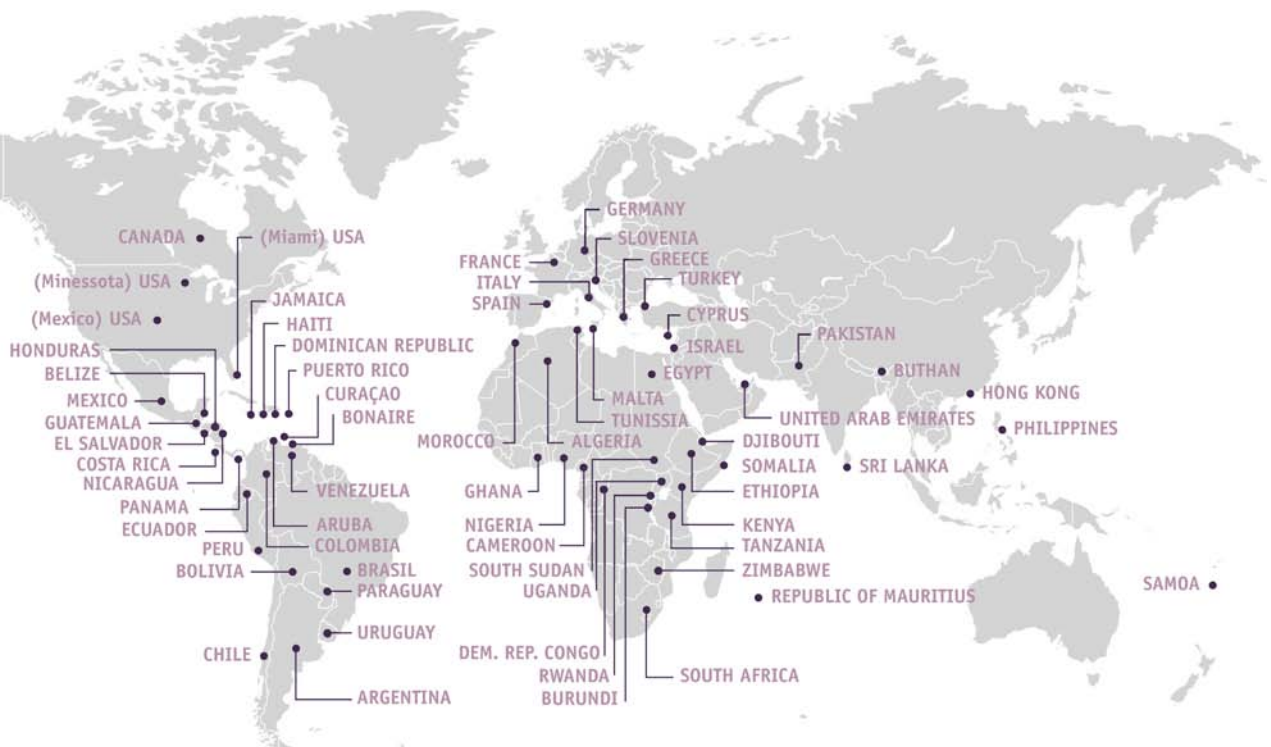 CANADA
(Miami) USA
(Minessota) USA
(Mexico) USA
JAMAICA
HAITI
HONDURAS
DOMINICAN REPUBLIC
BELIZE
PUERTO RICO
CURAÇAO
MEXICO
BONAIRE
GUATEMALA
EL SALVADOR
COSTA RICA
NICARAGUA
VENEZUELA
PANAMA
ECUADOR
ARUBA
PERU
COLOMBIA
BOLIVIA
BRASIL
PARAGUAY
URUGUAY
CHILE
ARGENTINA
GERMANY
SLOVENIA
FRANCE
GREECE
ITALY
TURKEY
SPAIN
CYPRUS
ISRAEL
EGYPT
MALTA
TUNISSIA
MOROCCO
ALGERIA
GHANA
NIGERIA
CAMEROON
SOUTH SUDAN
UGANDA
DEM. REP. CONGO
RWANDA
BURUNDI
PAKISTAN
BUTHAN
HONG KONG
UNITED ARAB EMIRATES
PHILIPPINES
DJIBOUTI
SOMALIA
SRI LANKA
ETHIOPIA
KENYA
TANZANIA
ZIMBABWE
REPUBLIC OF MAURITIUS
SAMOA
SOUTH AFRICA